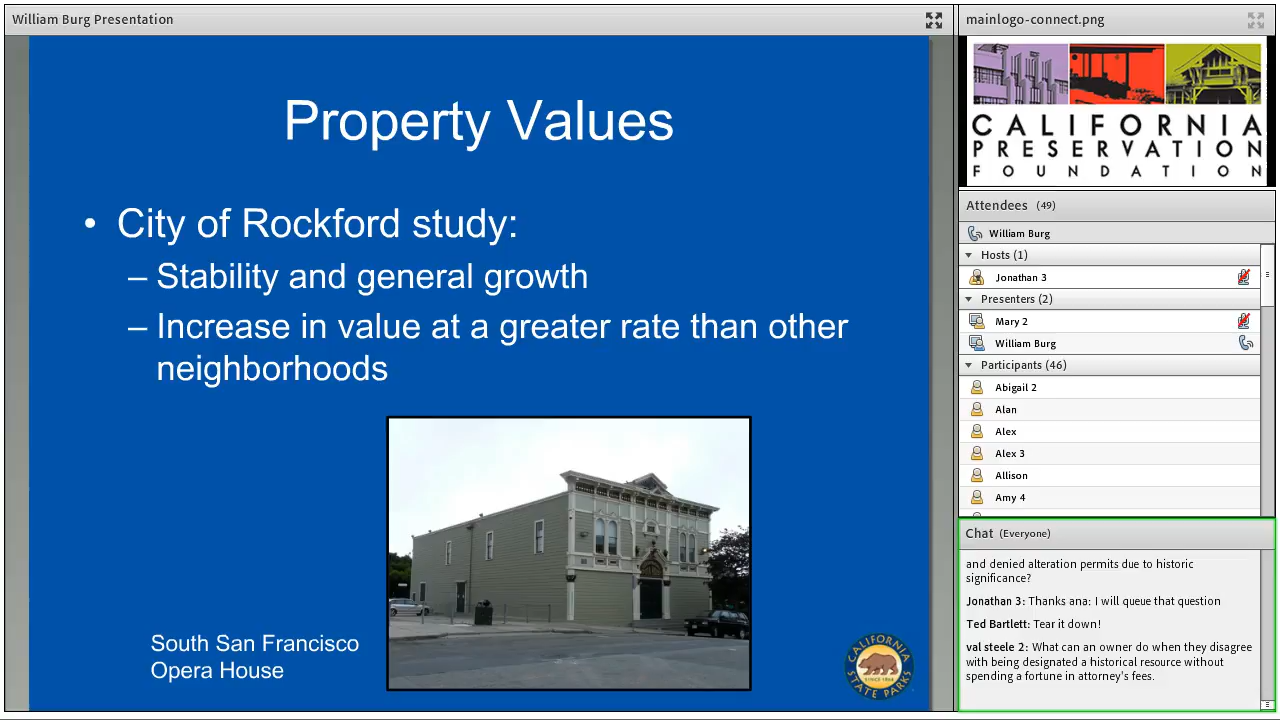 William Burg Presentation
Property Values
• City of Rockford study:
– Stability and general growth
– Increase in value at a greater rate than other
neighborhoods
South San Francisco
Opera House
CALIFORNIA
SINCE 1864
STATE PARKS
mainlogo-connect.png
CALIFORNIA
PRESERVATION
FOUNDATION
Attendees (49)
William Burg
Hosts (1)
Jonathan 3
Presenters (2)
Mary 2
William Burg
Participants (46)
Abigail 2
Alan
Alex
Alex 3
Allison
Amy 4
Chat (Everyone)
and denied alteration permits due to historic
significance?
Jonathan 3: Thanks ana: I will queue that question
Ted Bartlett: Tear it down!
val steele 2: What can an owner do when they disagree
with being designated a historical resource without
spending a fortune in attorney's fees.